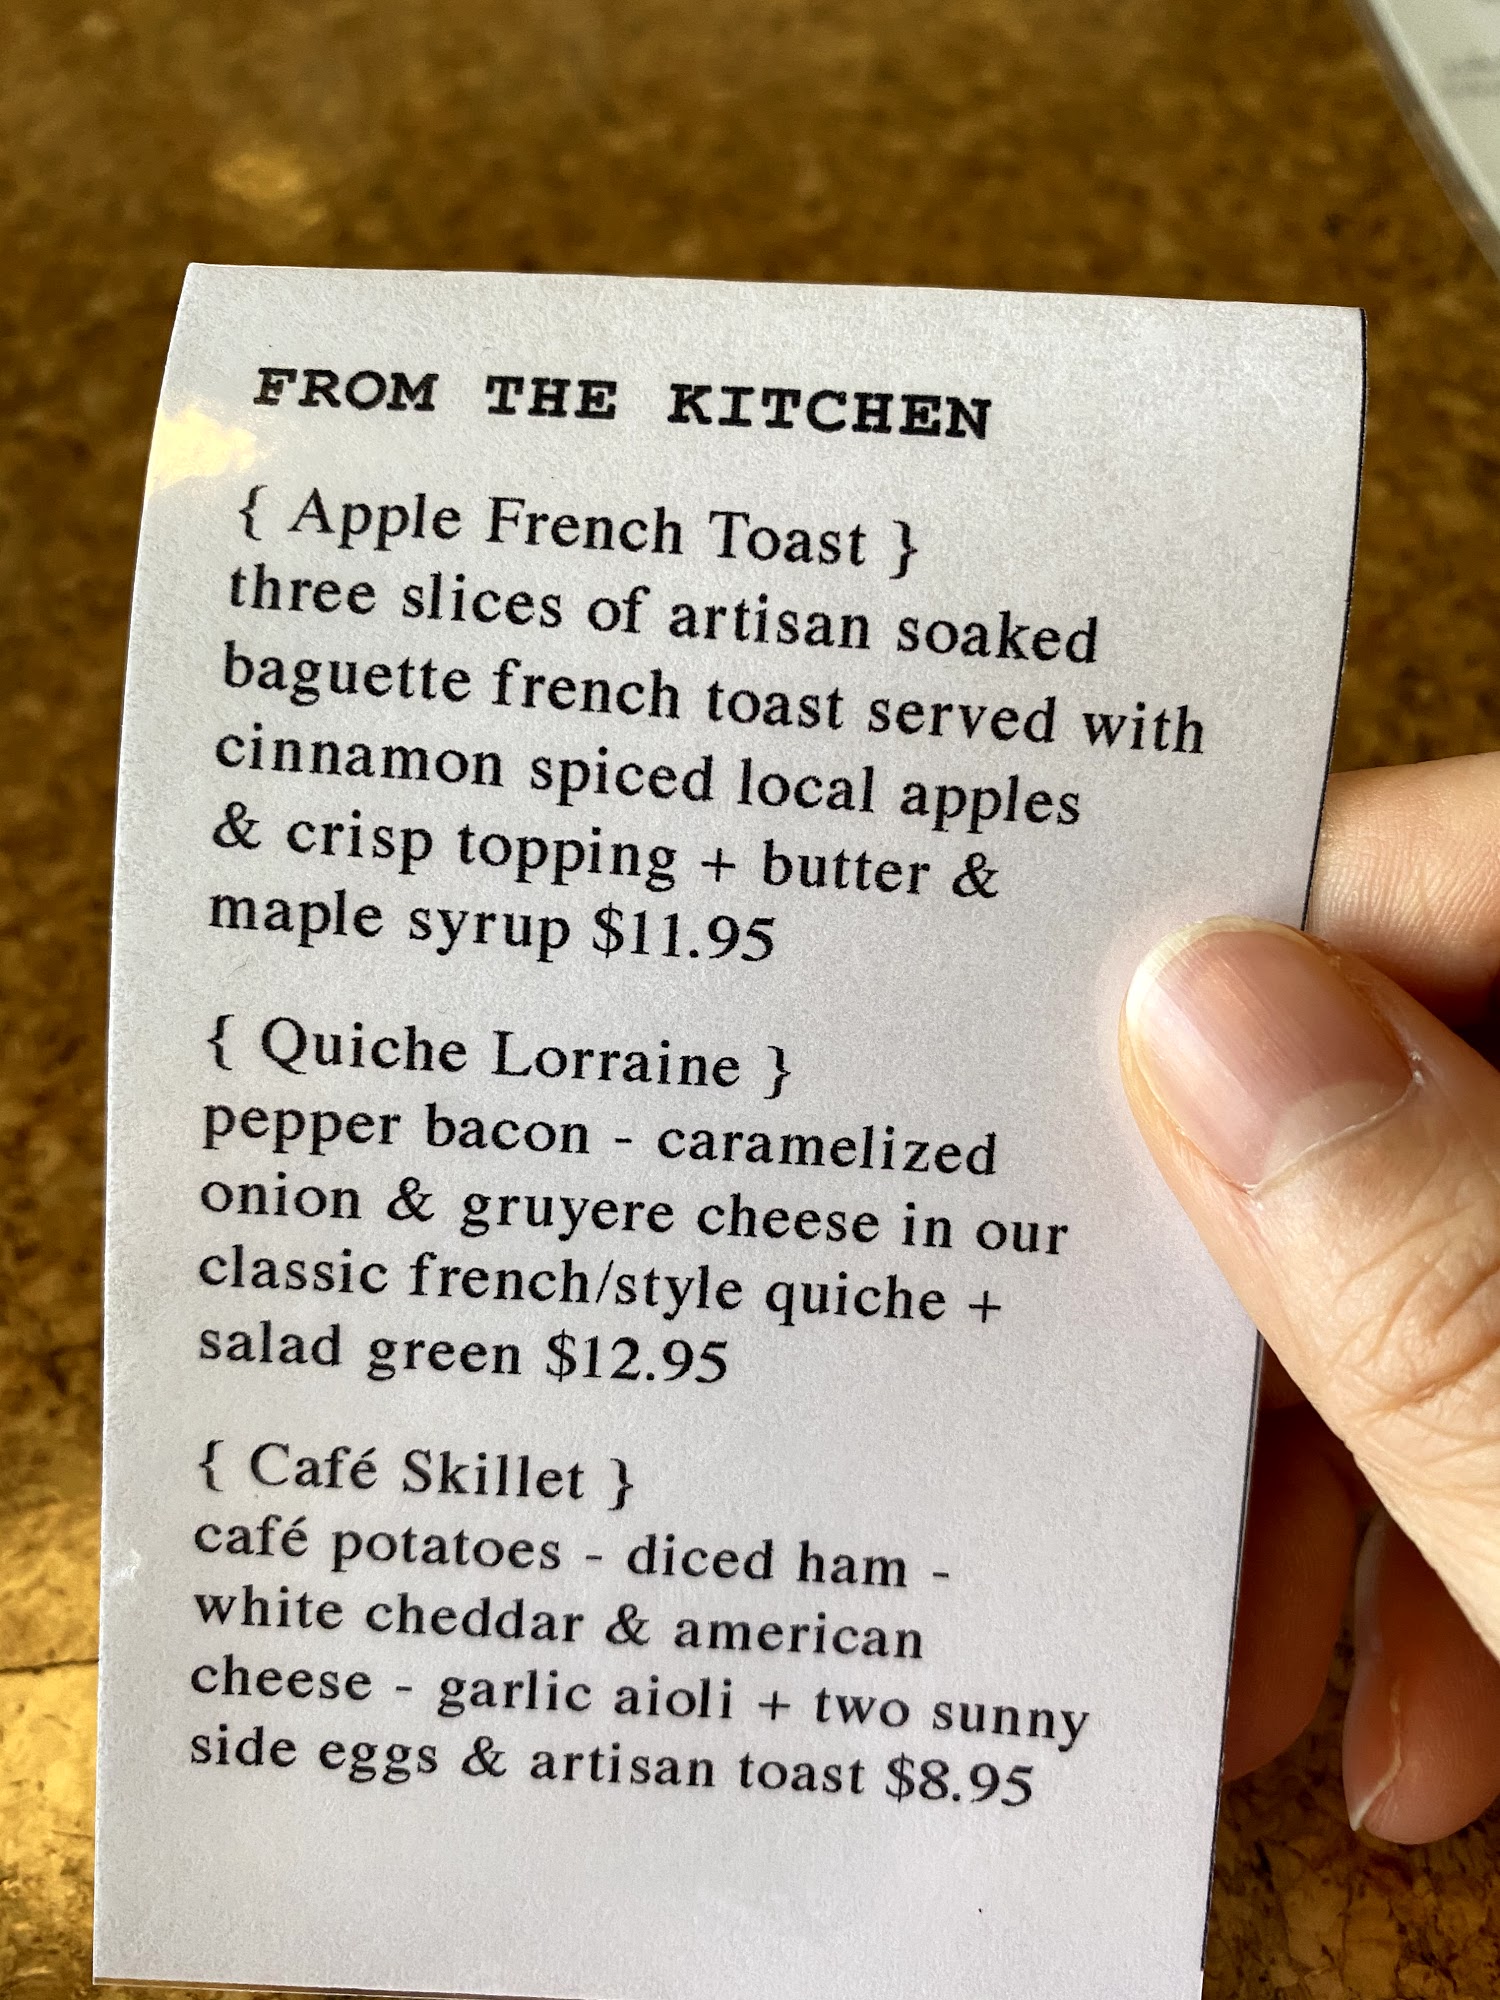 FROM THE KITCHEN
{ Apple French Toast }
three slices of artisan soaked
baguette french toast served with
cinnamon spiced local apples
& crisp topping + butter &
maple syrup $11.95
{ Quiche Lorraine }
pepper bacon - caramelized
onion & gruyere cheese in our
classic french/style quiche +
salad green $12.95
{ Café Skillet }
café potatoes - diced ham -
white cheddar & american
cheese - garlic aioli + two sunny
side eggs & artisan toast $8.95